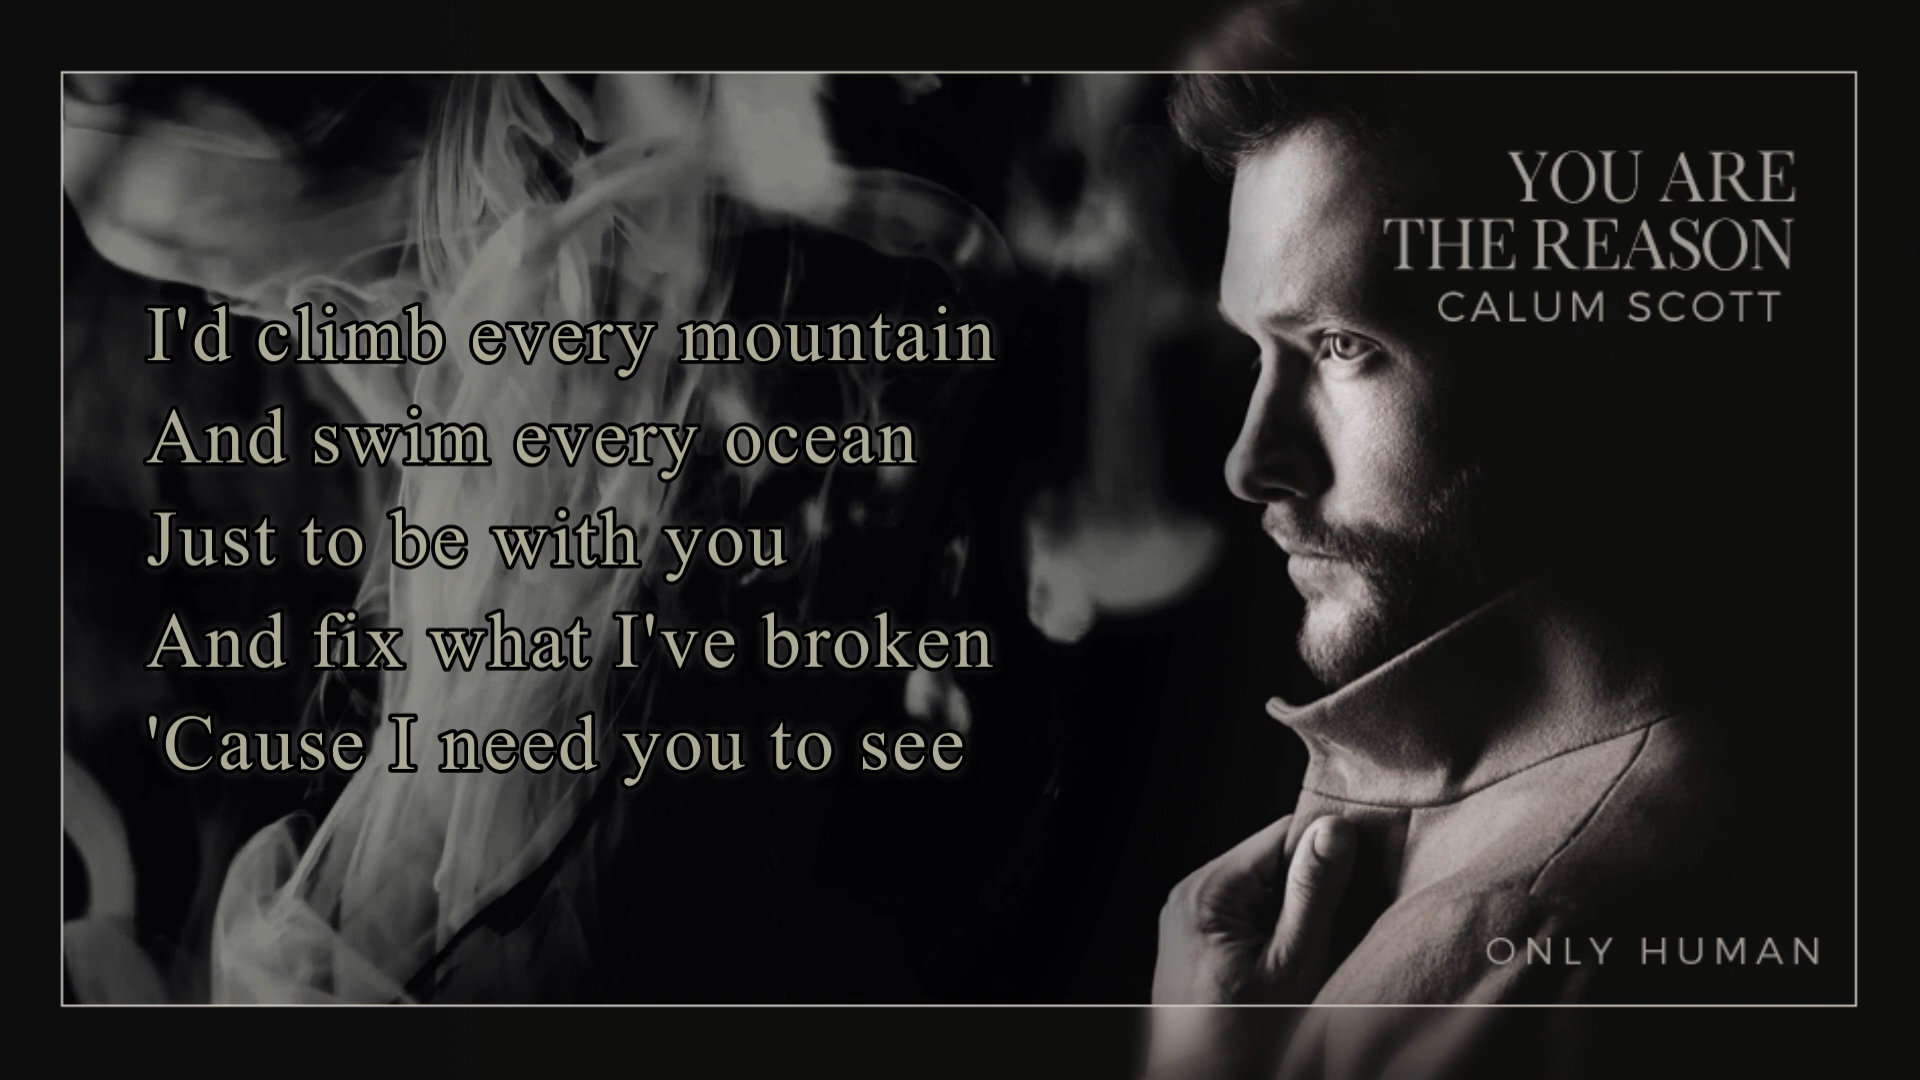 I'd climb every mountain
And swim every ocean
Just to be with you
And fix what I've broken
'Cause I need you to see
YOU ARE
THE REASON
CALUM SCOTT
ONLY HUMAN